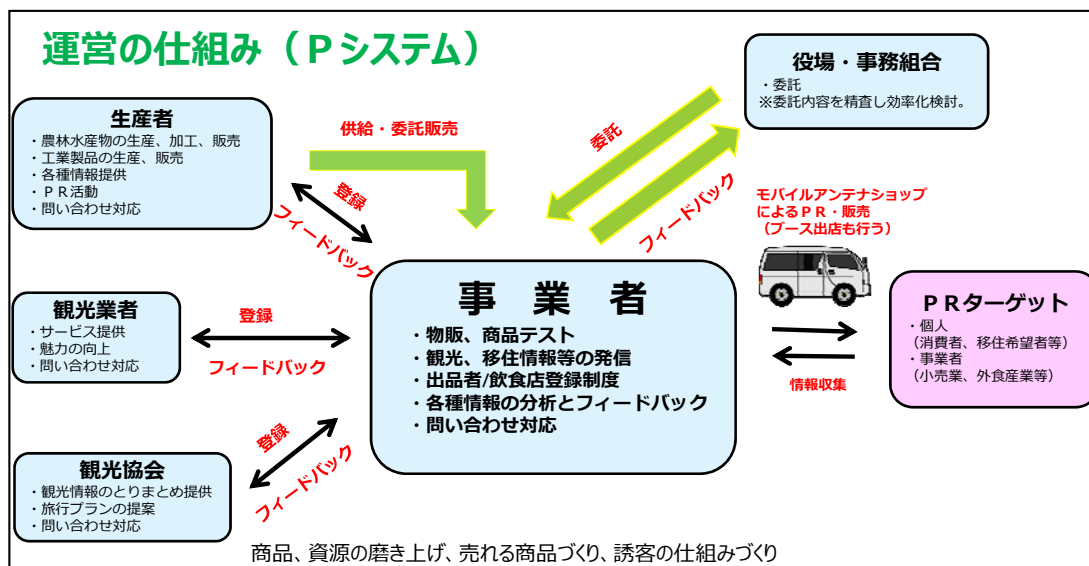 運営の仕組み（Ｐシステム）
役場・事務組合
・委託
※委託内容を精査し効率化検討。
生産者
・農林水産物の生産、加工、販売
・工業製品の生産、販売
・各種情報提供
・ＰＲ活動
・問い合わせ対応
供給・委託販売
委託
フィードバック
登録
フィードバック
モバイルアンテナショップ
によるＰＲ・販売
（ブース出店も行う）
事 業 者
・物販、商品テスト
・観光、移住情報等の発信
・出品者/飲食店登録制度
・各種情報の分析とフィードバック
・問い合わせ対応
ＰＲターゲット
・個人
（消費者、移住希望者等）
・事業者
（小売業、外食産業等）
情報収集
観光業者
・サービス提供
・魅力の向上
・問い合わせ対応
登録
フィードバック
観光協会
・観光情報のとりまとめ提供
・旅行プランの提案
・問い合わせ対応
登録
フィードバック
商品、資源の磨き上げ、売れる商品づくり、誘客の仕組みづくり